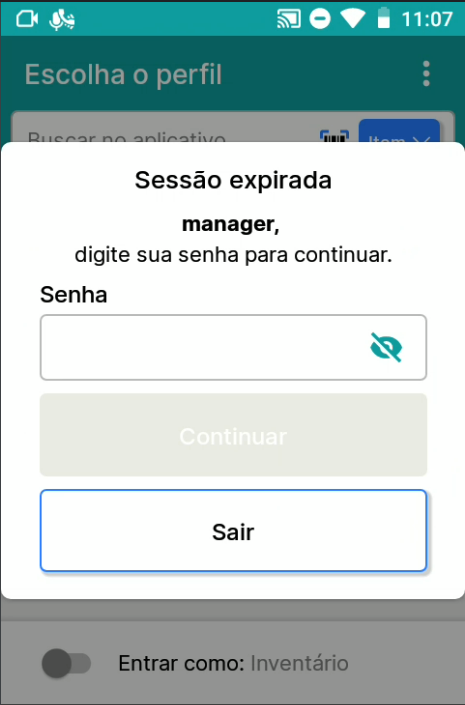 11:07
Escolha o perfil
Buscar no aplicativo
Item
Sessão expirada
manager,
digite sua senha para continuar.
Senha
Continuar
Sair
Entrar como: Inventário